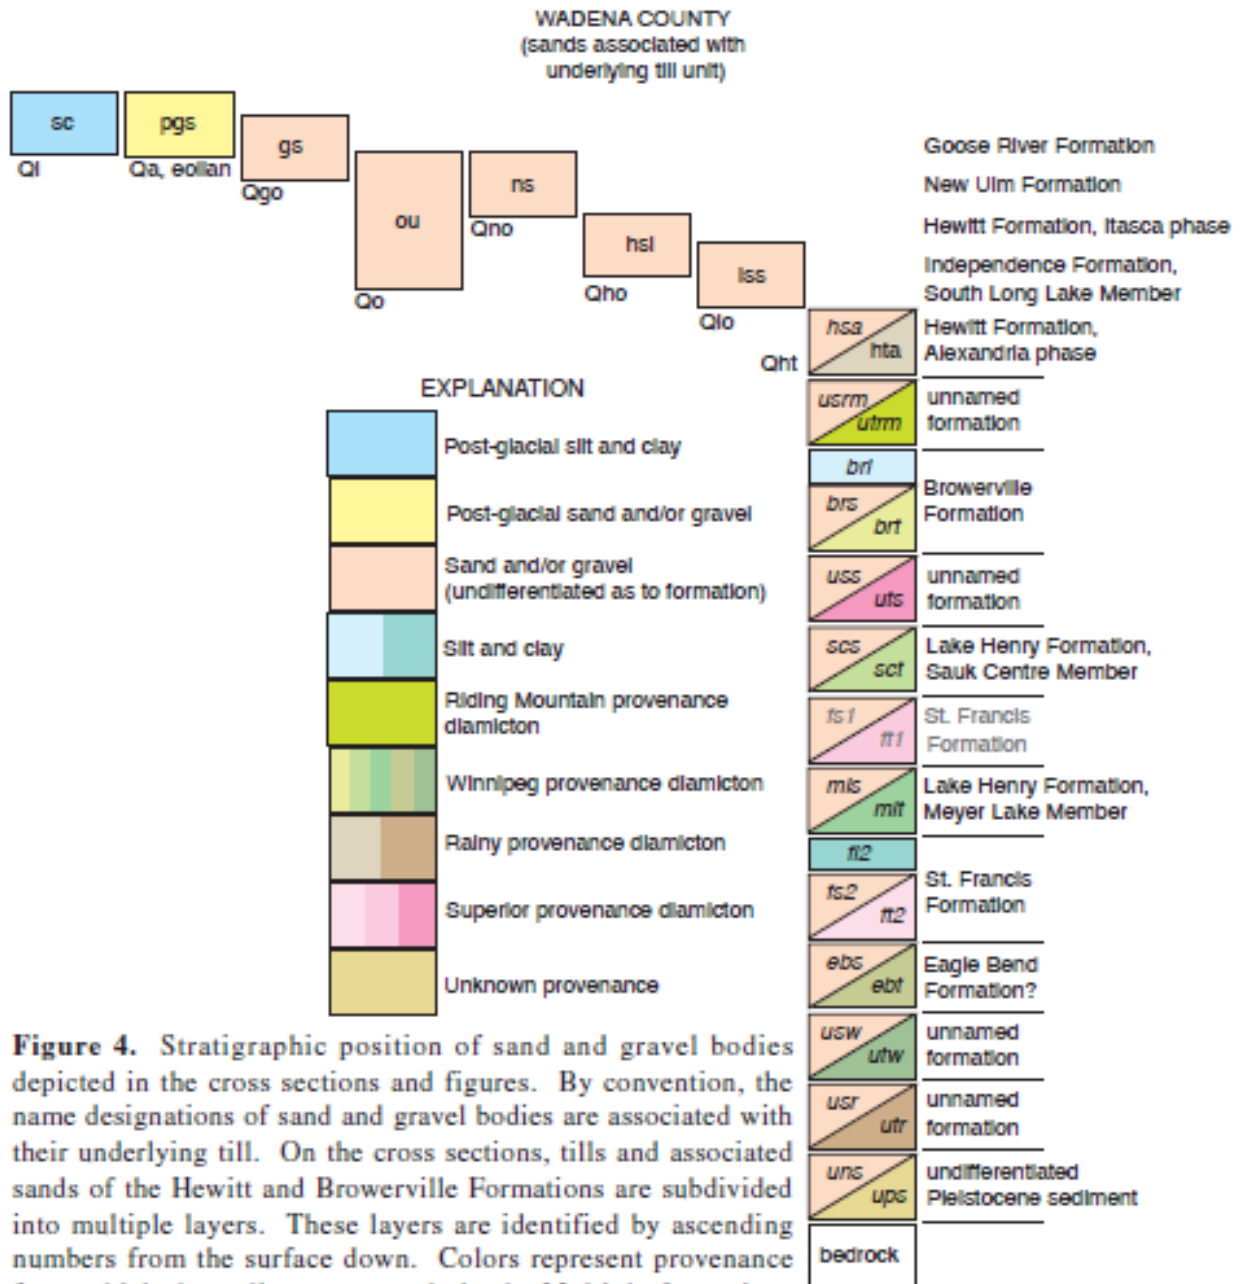 WADENA COUNTY
(sands associated with
underlying till unit)
sc
pgs
gs
ou
ns
hsi
iss
Ql
Qa, eolian
Qgo
Qo
Qno
Qho
Qio
Qht
Goose River Formation
New Ulm Formation
Hewitt Formation, Itasca phase
Independence Formation,
South Long Lake Member
hsa
hta
Hewitt Formation,
Alexandria phase
usrm
utrm
unnamed
formation
brl
brs
brt
Browerville
Formation
uss
uts
unnamed
formation
scs
sct
Lake Henry Formation,
Sauk Centre Member
fs1
ft1
St. Francis
Formation
mls
mlt
Lake Henry Formation,
Meyer Lake Member
fl2
fs2
ft2
St. Francis
Formation
ebs
ebt
Eagle Bend
Formation?
usw
utw
unnamed
formation
usr
utr
unnamed
formation
uns
ups
undifferentiated
Pleistocene sediment
bedrock
EXPLANATION
Post-glacial silt and clay
Post-glacial sand and/or gravel
Sand and/or gravel
(undifferentiated as to formation)
Silt and clay
Riding Mountain provenance
diamicton
Winnipeg provenance diamicton
Rainy provenance diamicton
Superior provenance diamicton
Unknown provenance
Figure 4. Stratigraphic position of sand and gravel bodies
depicted in the cross sections and figures. By convention, the
name designations of sand and gravel bodies are associated with
their underlying till. On the cross sections, tills and associated
sands of the Hewitt and Browerville Formations are subdivided
into multiple layers. These layers are identified by ascending
numbers from the surface down. Colors represent provenance